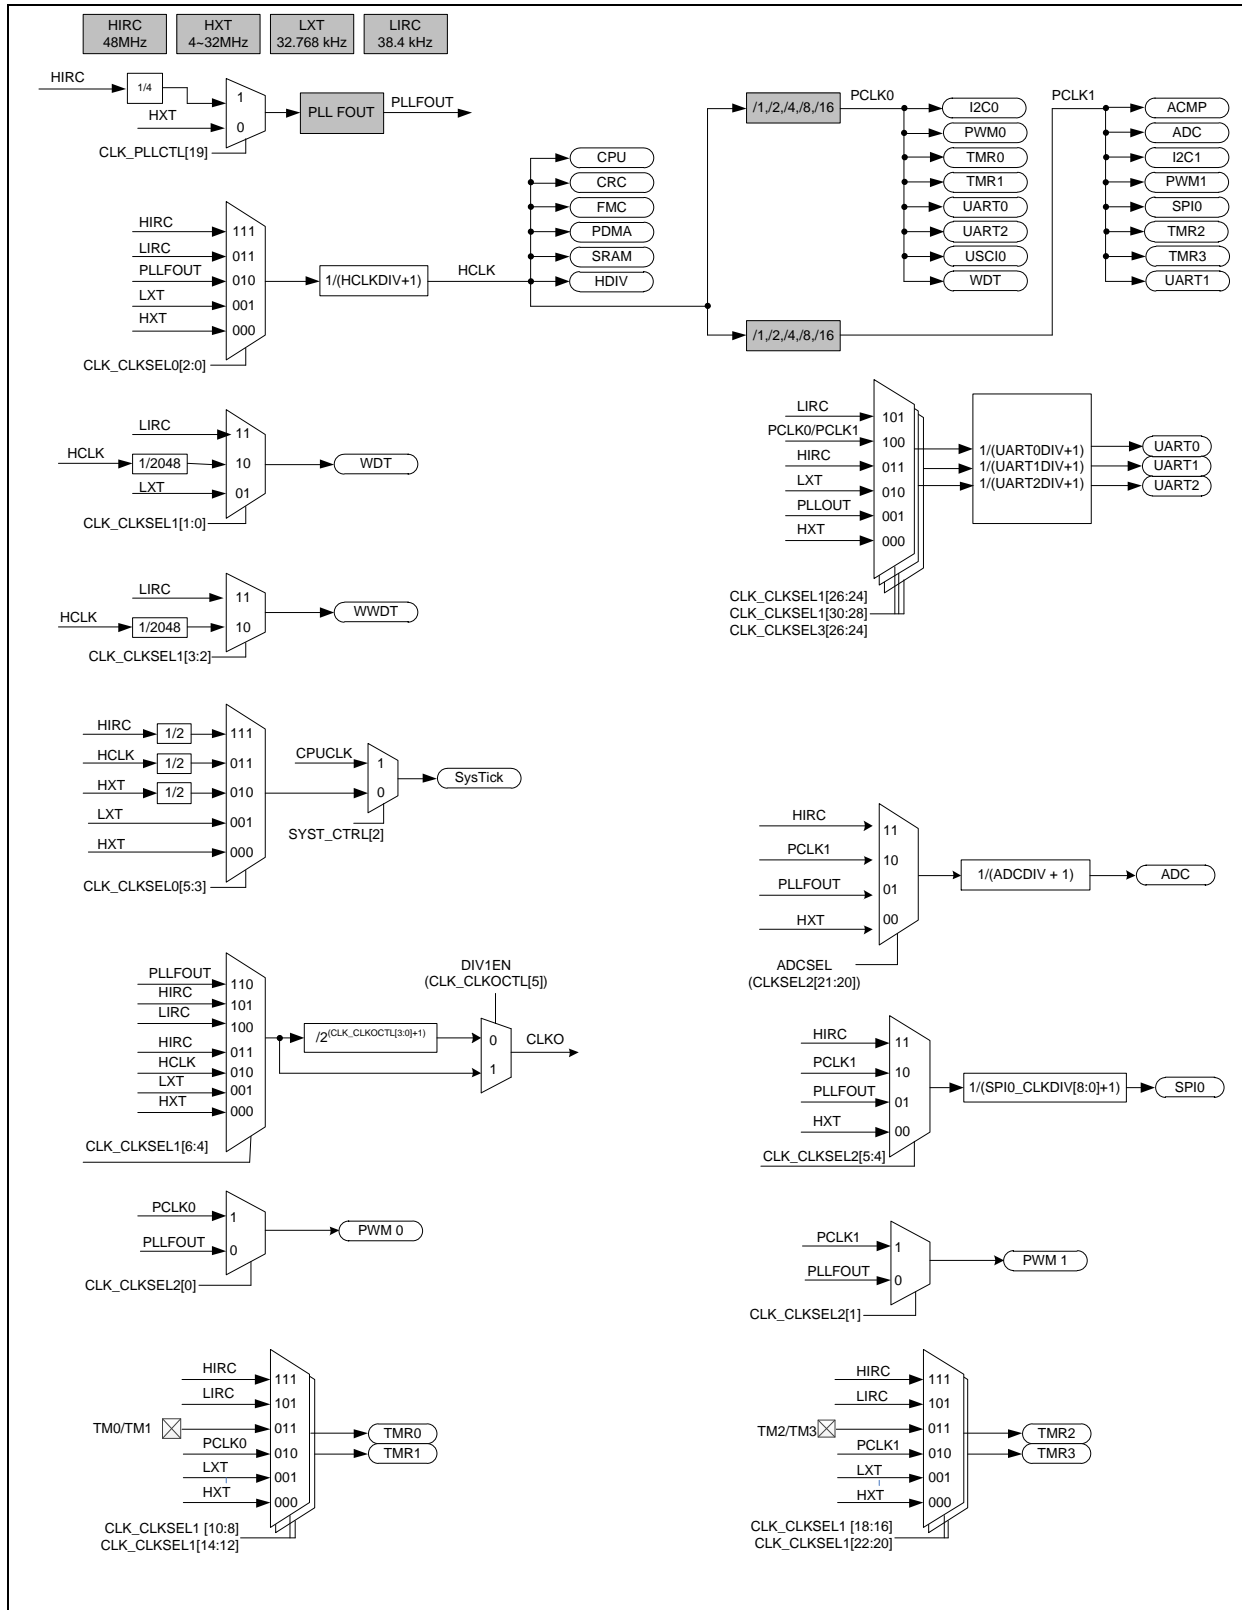 HIRC
48MHz
HXT
4~32MHz
LXT
32.768 kHz
LIRC
38.4 kHz
HIRC
1/4
1
HXT
0
PLL FOUT
PLLFOUT
CLK_PLLCTL[19]
/1,/2,/4,/8,/16
PCLK0
I2C0
PWM0
TMR0
TMR1
UART0
UART2
USCI0
WDT
PCLK1
ACMP
ADC
I2C1
PWM1
SPI0
TMR2
TMR3
UART1
CPU
CRC
FMC
PDMA
SRAM
HDIV
HIRC
111
LIRC
011
PLLFOUT
010
LXT
001
HXT
000
1/(HCLKDIV+1)
HCLK
CLK_CLKSEL0[2:0]
/1,/2,/4,/8,/16
LIRC
11
HCLK
1/2048
10
LXT
01
WDT
CLK_CLKSEL1[1:0]
LIRC
101
PCLK0/PCLK1
100
HIRC
011
LXT
010
PLLOUT
001
HXT
000
1/(UART0DIV+1)
1/(UART1DIV+1)
1/(UART2DIV+1)
UART0
UART1
UART2
CLK_CLKSEL1[26:24]
CLK_CLKSEL1[30:28]
CLK_CLKSEL3[26:24]
LIRC
11
HCLK
1/2048
10
WWDT
CLK_CLKSEL1[3:2]
HIRC
1/2
111
HCLK
1/2
011
HXT
1/2
010
LXT
001
HXT
000
CLK_CLKSEL0[5:3]
CPUCLK
1
0
SYST_CTRL[2]
SysTick
HIRC
11
PCLK1
10
PLLFOUT
01
HXT
00
1/(ADCDIV + 1)
ADC
ADCSEL
(CLKSEL2[21:20])
PLLFOUT
110
HIRC
101
LIRC
100
HIRC
011
HCLK
010
LXT
001
HXT
000
CLK_CLKSEL1[6:4]
/2(CLK_CLKOCTL[3:0]+1)
DIV1EN
(CLK_CLKOCTL[5])
0
1
CLKO
HIRC
11
PCLK1
10
PLLFOUT
01
HXT
00
1/(SPI0_CLKDIV[8:0]+1)
SPI0
CLK_CLKSEL2[5:4]
PCLK0
1
PLLFOUT
0
PWM 0
CLK_CLKSEL2[0]
PCLK1
1
PLLFOUT
0
PWM 1
CLK_CLKSEL2[1]
HIRC
111
LIRC
101
TM0/TM1
011
PCLK0
010
LXT
001
HXT
000
TMR0
TMR1
CLK_CLKSEL1 [10:8]
CLK_CLKSEL1[14:12]
HIRC
111
LIRC
101
TM2/TM3
011
PCLK1
010
LXT
001
HXT
000
TMR2
TMR3
CLK_CLKSEL1 [18:16]
CLK_CLKSEL1[22:20]